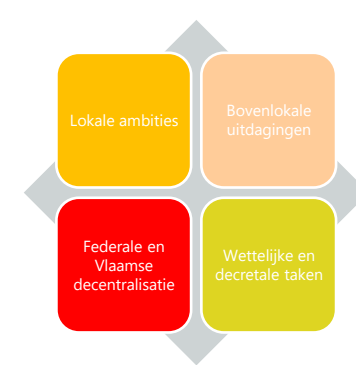 Lokale ambities
Bovenlokale
uitdagingen
Federale en
Vlaamse
decentralisatie
Wettelijke en
decretale taken